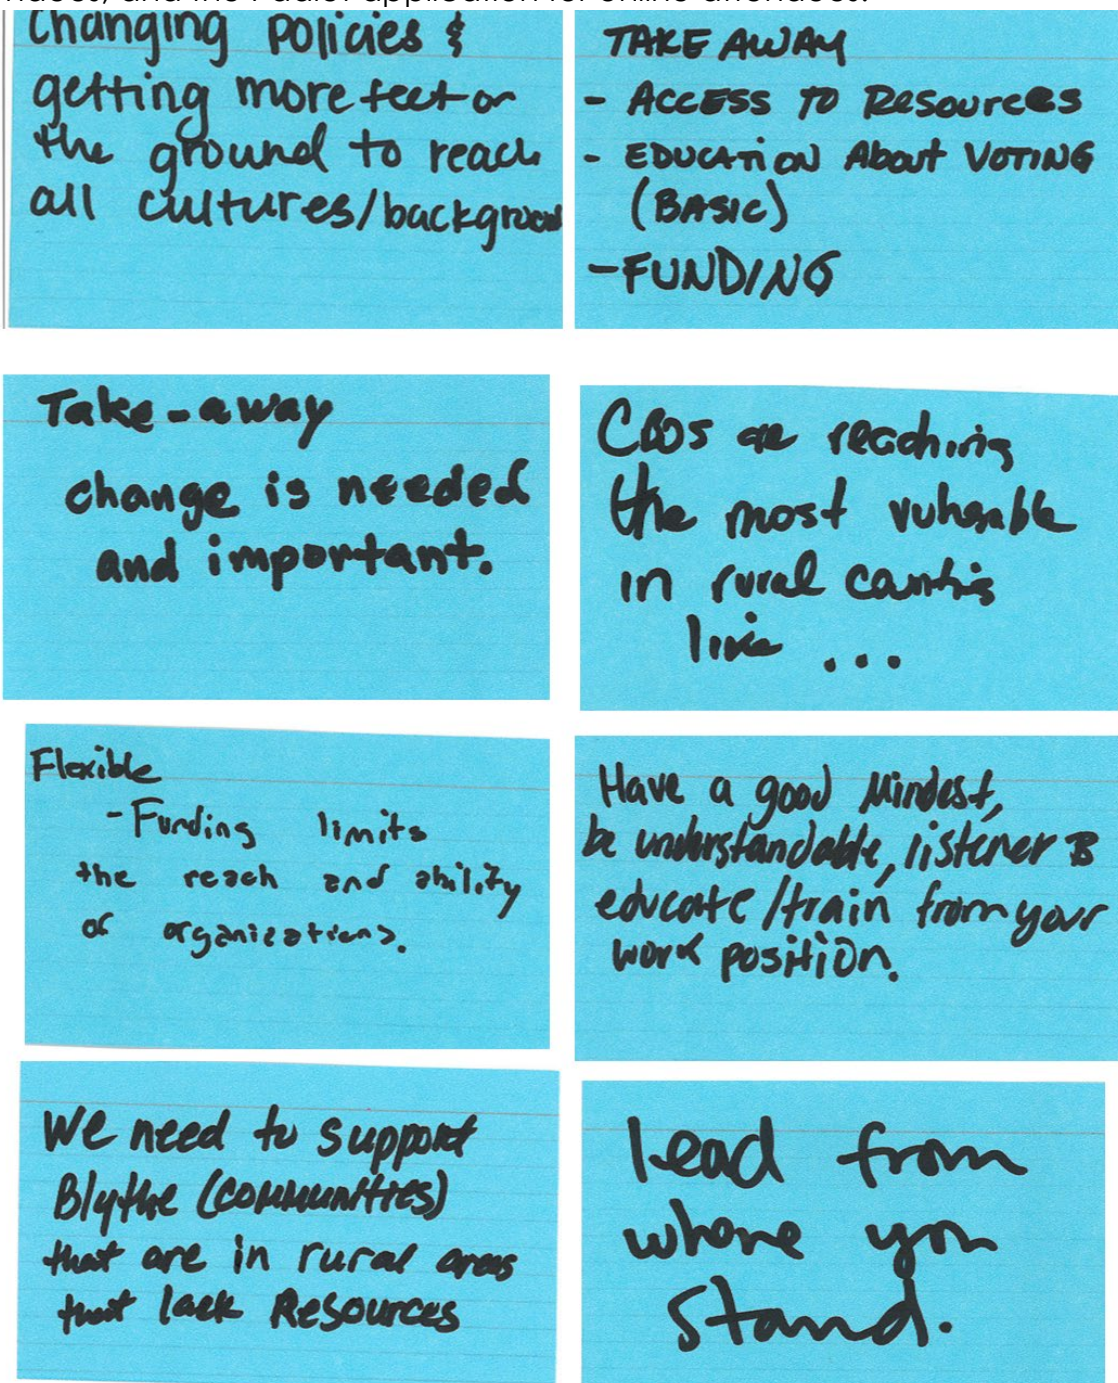 Changing policies &
getting more feet on
the ground to reach
all cultures/background
TAKE AWAY
- ACCESS TO RESOURCES
- EDUCATION About VOTING
(BASIC)
- FUNDING
Take-away
change is needed
and important.
CBOs are reaching
the most vulnerable
in rural
like ...
Flexible
- Funding limits
the reach and ability
of organizations.
Have a good Mindest,
be understandable, listener &
educate/train from your
work position.
We need to support
Blythe (COMMUNITIES)
that are in rural areas
that lack Resources
Lead from
where you
stand.